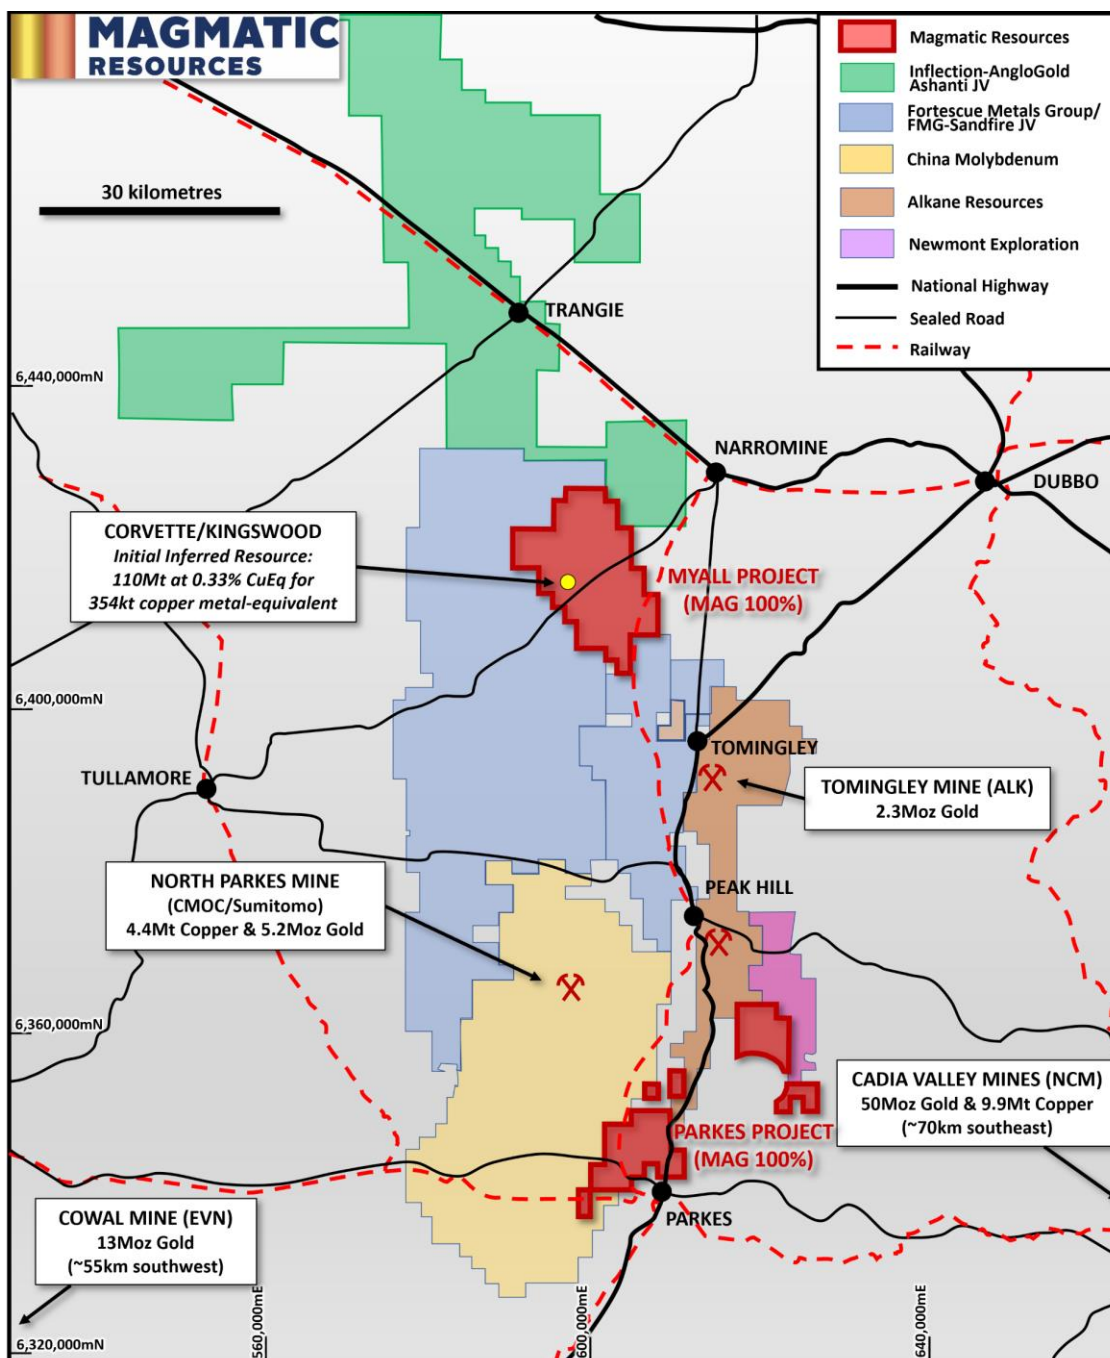 MAGMATIC
RESOURCES
Magmatic Resources
Inflection-AngloGold
Ashanti JV
Fortescue Metals Group/
FMG-Sandfire JV
China Molybdenum
Alkane Resources
Newmont Exploration
National Highway
Sealed Road
Railway
30 kilometres
TRANGIE
6,440,000mN
NARROMINE
DUBBO
CORVETTE/KINGSWOOD
Initial Inferred Resource:
110Mt at 0.33% CuEq for
354kt copper metal-equivalent
MYALL PROJECT
(MAG 100%)
6,400,000mN
TOMINGLEY
TULLAMORE
TOMINGLEY MINE (ALK)
2.3Moz Gold
NORTH PARKES MINE
(CMOC/Sumitomo)
4.4Mt Copper & 5.2Moz Gold
PEAK HILL
6,360,000mN
CADIA VALLEY MINES (NCM)
50Moz Gold & 9.9Mt Copper
(~70km southeast)
PARKES PROJECT
(MAG 100%)
PARKES
COWAL MINE (EVN)
13Moz Gold
(~55km southwest)
560,000mE
600,000mE
640,000mE
6,320,000mN